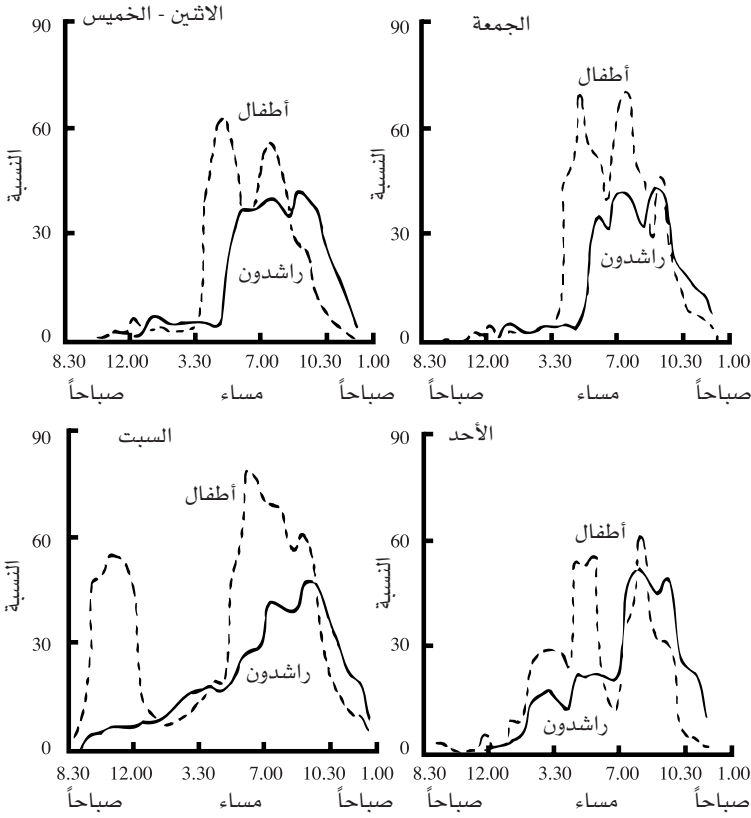 الاثنين - الخميس
90
60
30
0
النسبة
أطفال
راشدون
8.30 12.00 3.30 7.00 10.30 1.00
صباحاً مساء صباحاً
الجمعة
90
60
30
0
النسبة
أطفال
راشدون
8.30 12.00 3.30 7.00 10.30 1.00
صباحاً مساء صباحاً
السبت
90
60
30
0
النسبة
أطفال
راشدون
8.30 12.00 3.30 7.00 10.30 1.00
صباحاً مساء صباحاً
الأحد
90
60
30
0
النسبة
أطفال
راشدون
8.30 12.00 3.30 7.00 10.30 1.00
صباحاً مساء صباحاً